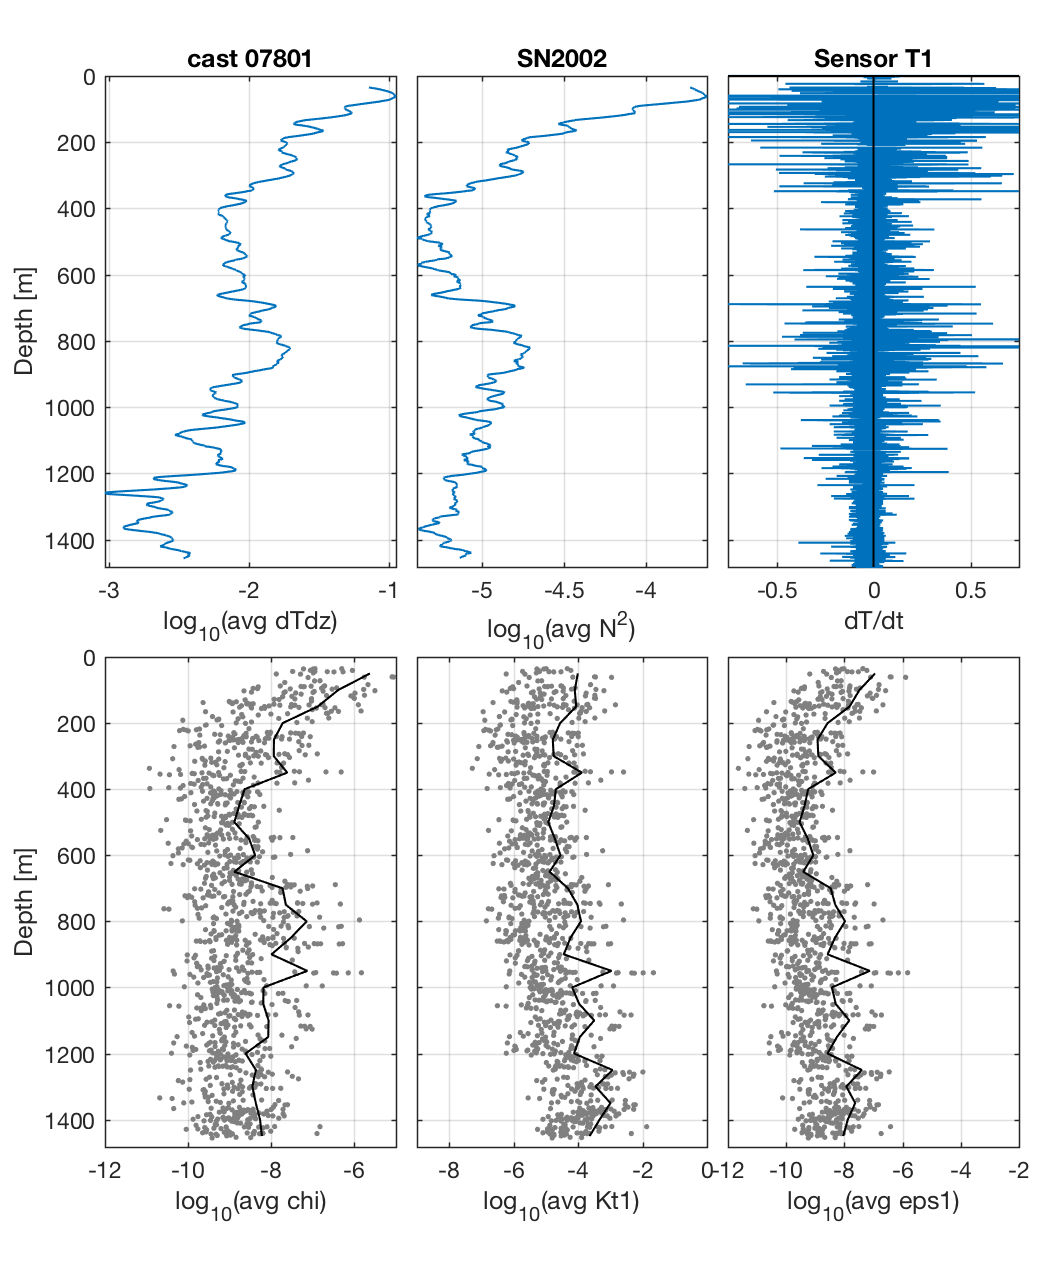 cast 07801 SN2002 Sensor T1
0
200
400
600
800
1000
1200
1400
Depth [m]
-3 -2 -1 -5 -4.5 -4 -0.5 0 0.5
log10(avg dTdz) log10(avg N2) dT/dt
0
200
400
600
800
1000
1200
1400
Depth [m]
-12 -10 -8 -6 -8 -6 -4 -2 0 -12 -10 -8 -6 -4 -2
log10(avg chi) log10(avg Kt1) log10(avg eps1)